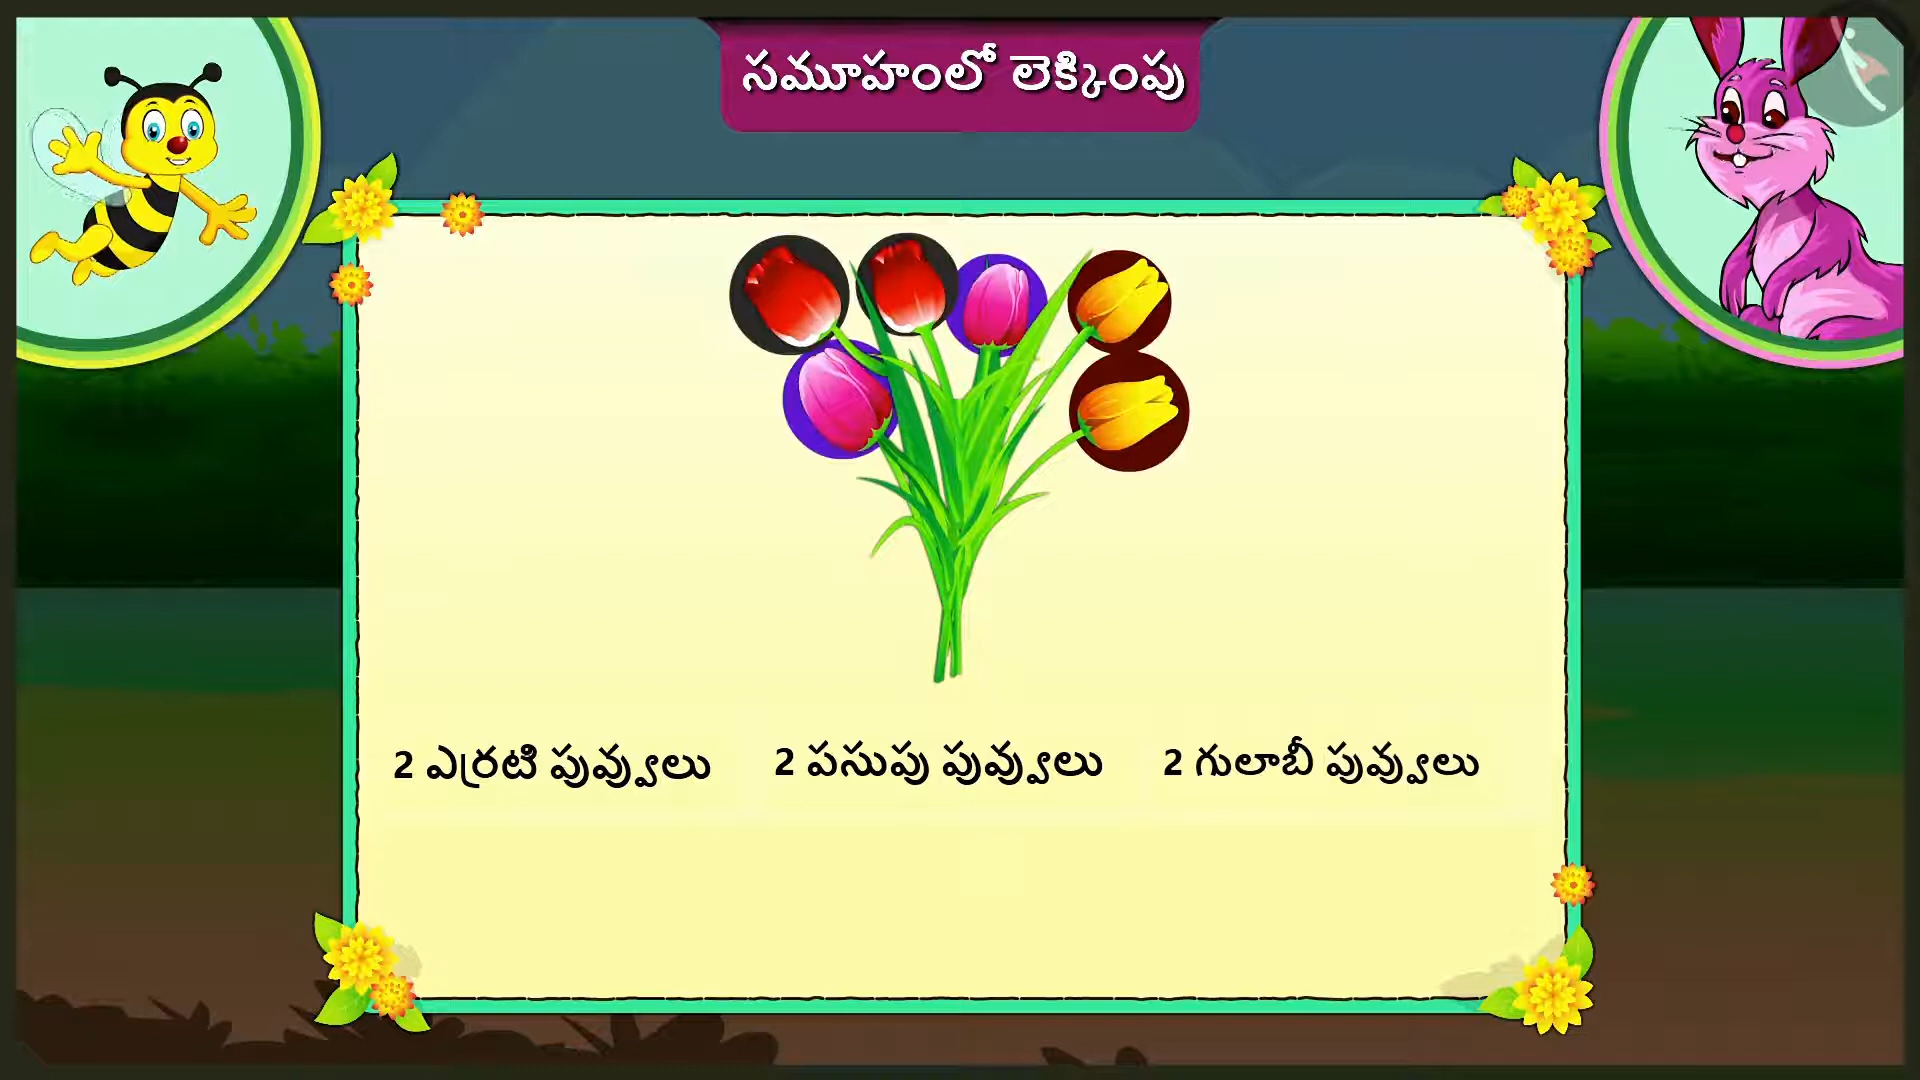 సమూహంలో లెక్కింపు
2 ఎర్రటి పువ్వులు 2 పసుపు పువ్వులు 2 గులాబీ పువ్వులు